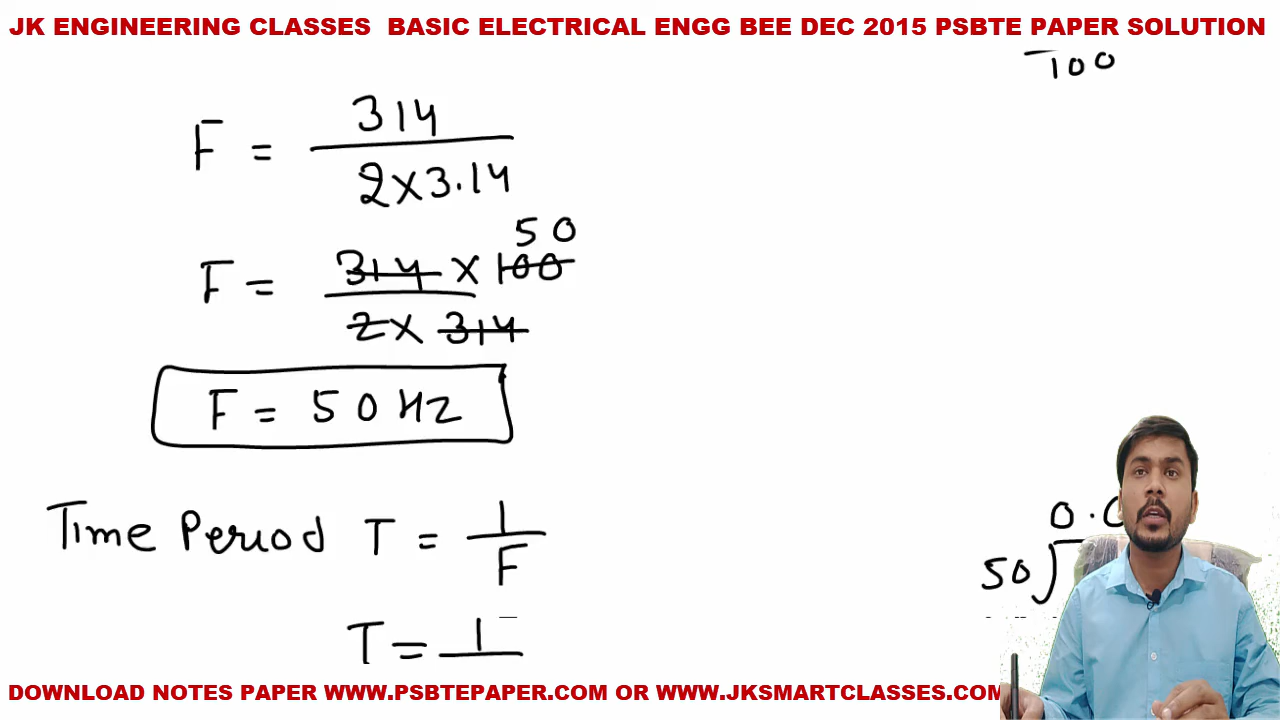 JK ENGINEERING CLASSES BASIC ELECTRICAL ENGG BEE DEC 2015 PSBTE PAPER SOLUTION
100
F = 314
2x3.14
50
F = 314 x 100
2x 314
F = 50 Hz
Time Period T = 1
F
0.0
50
T = 1
DOWNLOAD NOTES PAPER WWW.PSBTEPAPER.COM OR WWW.JKSMARTCLASSES.COM